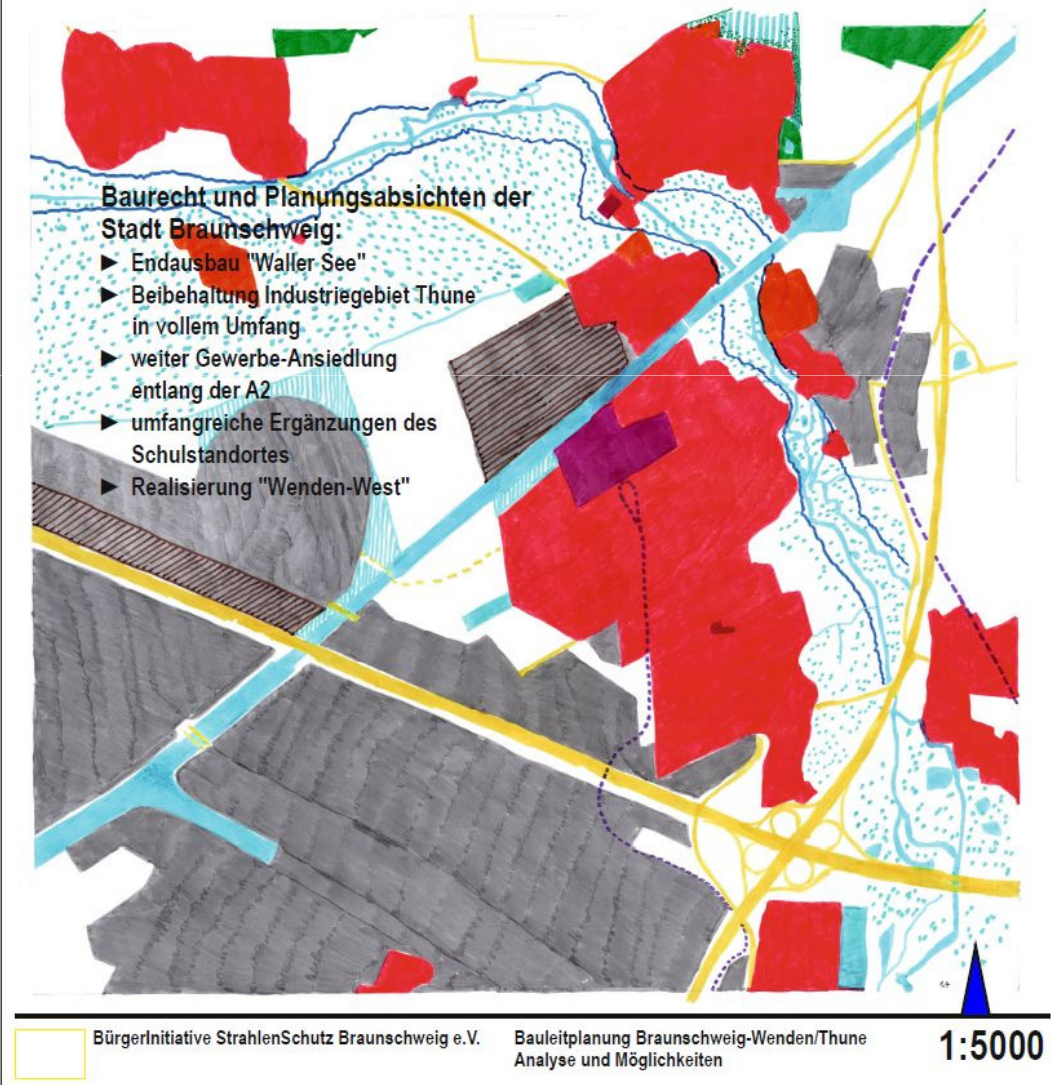 Baurecht und Planungsabsichten der
Stadt Braunschweig:
► Endausbau "Waller See"
► Beibehaltung Industriegebiet Thune
in vollem Umfang
► weiter Gewerbe-Ansiedlung
entlang der A2
► umfangreiche Ergänzungen des
Schulstandortes
► Realisierung "Wenden-West"
BürgerInitiative StrahlenSchutz Braunschweig e.V.
Bauleitplanung Braunschweig-Wenden/Thune
Analyse und Möglichkeiten
1:5000